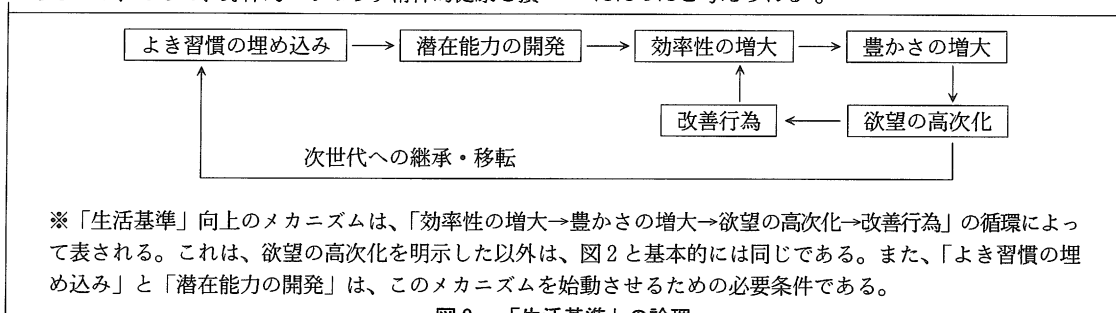 よき習慣の埋め込み
潜在能力の開発
効率性の増大
豊かさの増大
改善行為
欲望の高次化
次世代への継承・移転
※「生活基準」向上のメカニズムは、「効率性の増大→豊かさの増大→欲望の高次化→改善行為」の循環によっ
て表される。これは、欲望の高次化を明示した以外は、図2と基本的には同じである。また、「よき習慣の埋
め込み」と「潜在能力の開発」は、このメカニズムを始動させるための必要条件である。
「生活基準」の論理